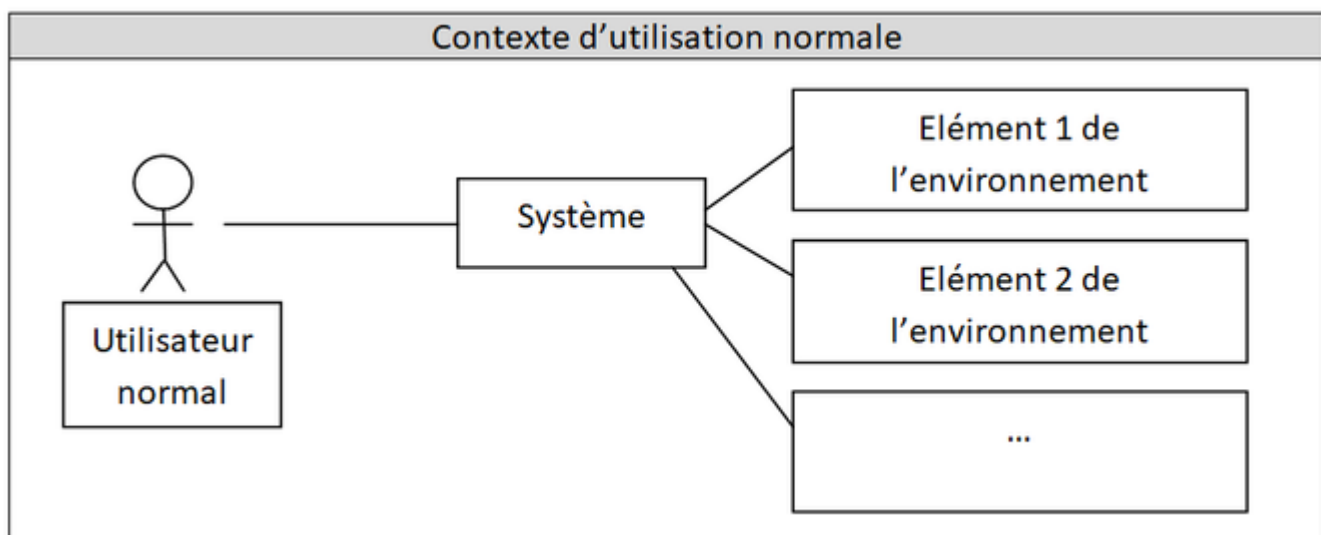 Contexte d’utilisation normale
Elément 1 de
l’environnement
Système
Elément 2 de
l’environnement
Utilisateur
normal
...